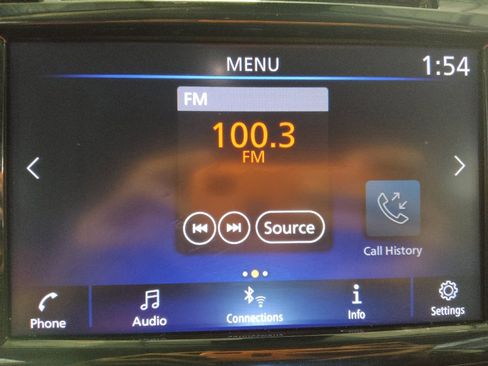 MENU
1:54
FM
100.3
FM
Source
Call History
Phone
Audio
Connections
Info
Settings